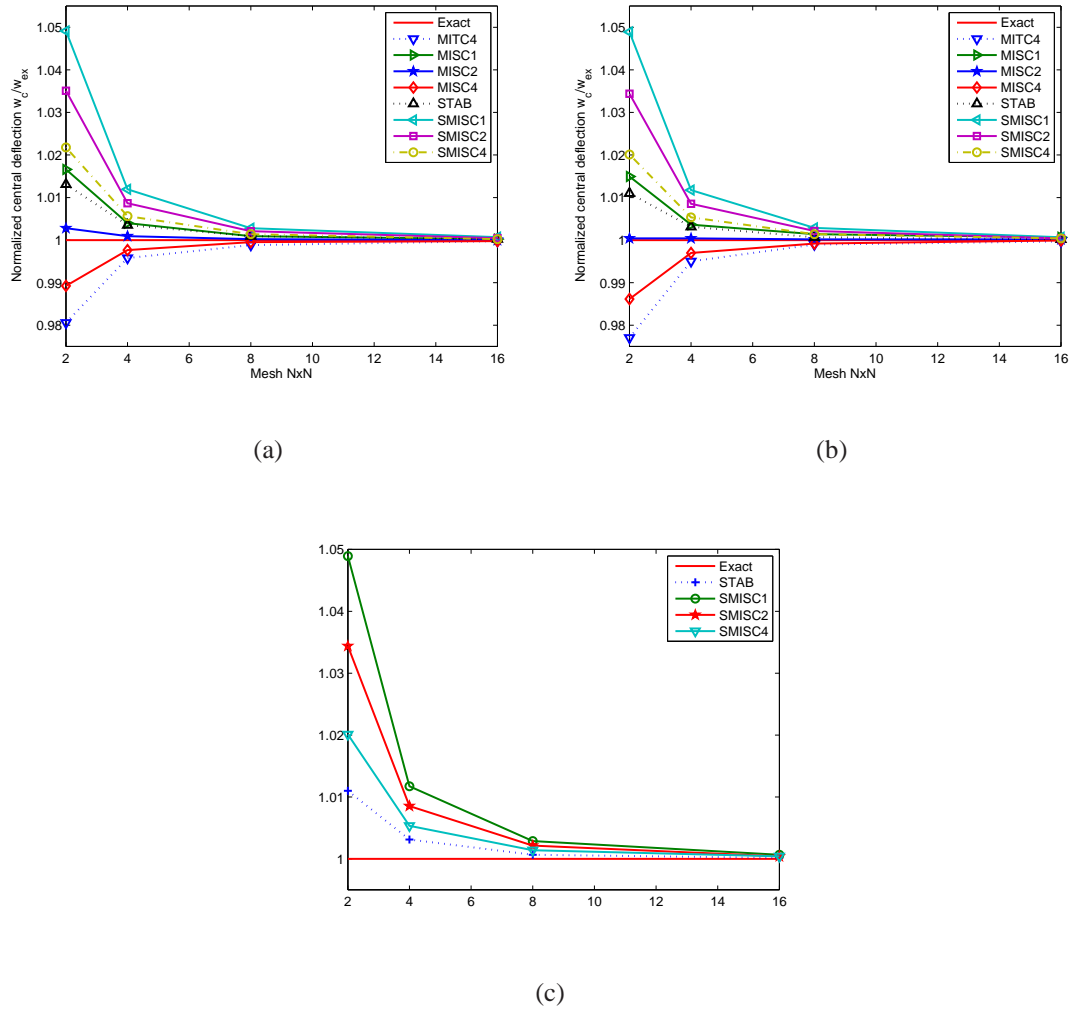 1.05
1.04
1.03
1.02
1.01
1
0.99
0.98
Normalized central deflection w_c/w_ex
2 4 6 8 10 12 14 16
Mesh NxN
Exact
MITC4
MISC1
MISC2
MISC4
STAB
SMISC1
SMISC2
SMISC4
(a)
1.05
1.04
1.03
1.02
1.01
1
0.99
0.98
Normalized central deflection w_c/w_ex
2 4 6 8 10 12 14 16
Mesh NxN
Exact
MITC4
MISC1
MISC2
MISC4
STAB
SMISC1
SMISC2
SMISC4
(b)
1.05
1.04
1.03
1.02
1.01
1
2 4 6 8 10 12 14 16
Exact
STAB
SMISC1
SMISC2
SMISC4
(c)